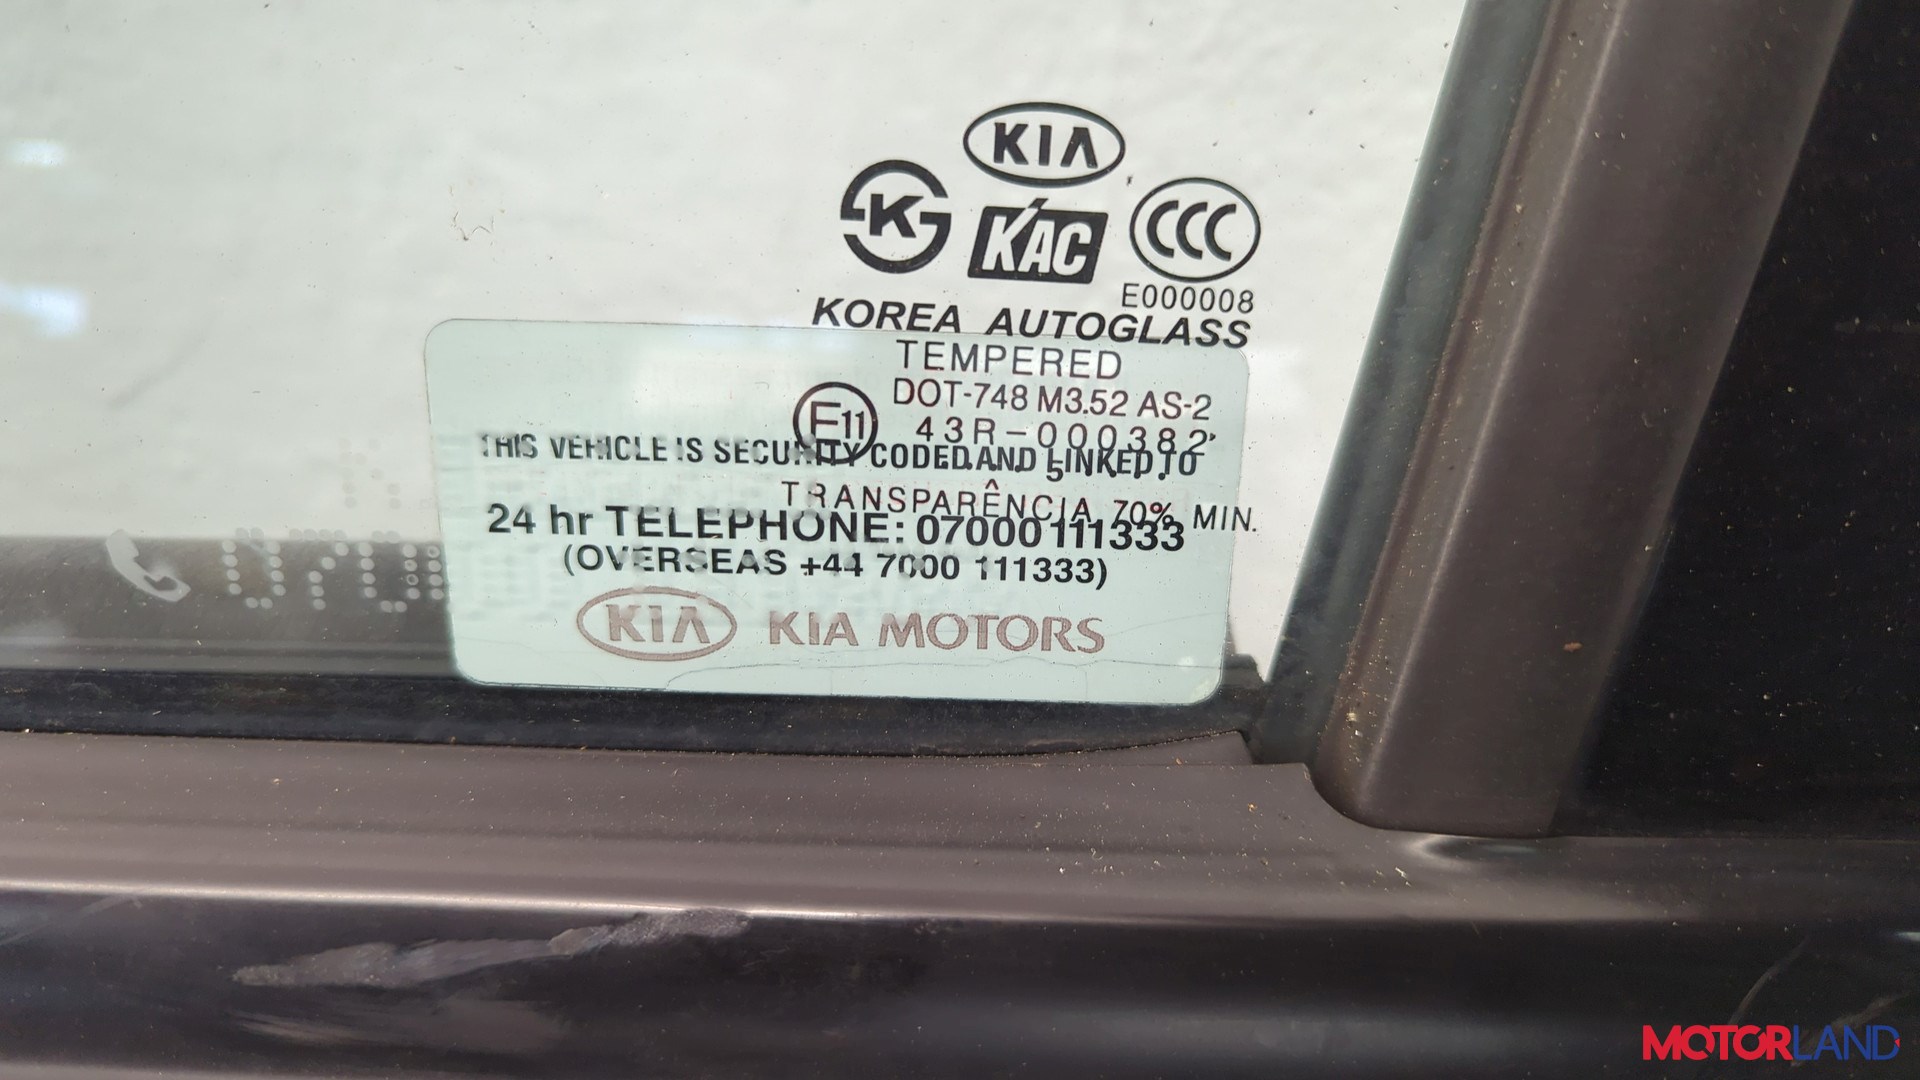 KIA
K
KAC
CCC
E000008
KOREA AUTOGLASS
TEMPERED
DOT-748 M3.52 AS-2
E11
43R-000382
THIS VEHICLE IS SECURITY CODED AND LINKED TO
TRANSPARÊNCIA 70% MIN.
24 hr TELEPHONE: 07000 111333
(OVERSEAS +44 7000 111333)
KIA KIA MOTORS
MOTORLAND